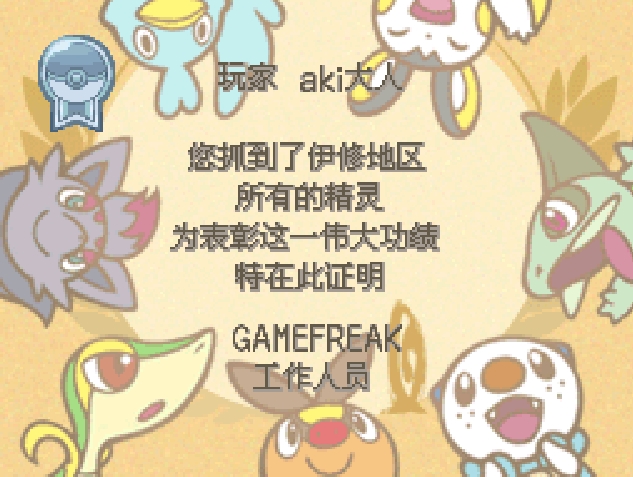 玩家 aki大人
您抓到了伊修地区
所有的精灵
为表彰这一伟大功绩
特在此证明
GAMEFREAK
工作人员